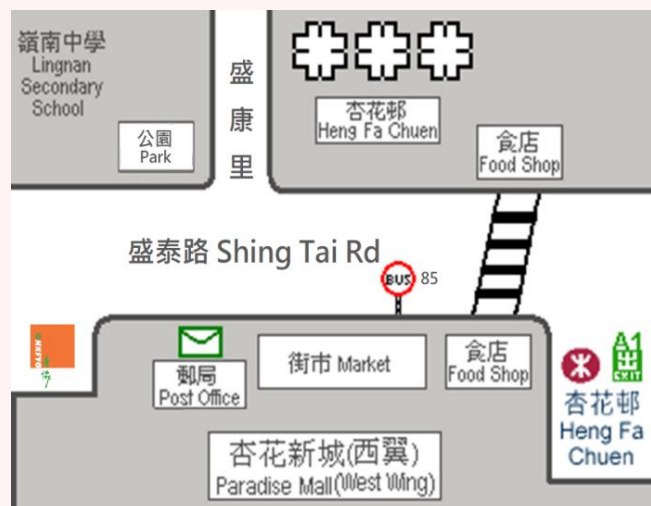 嶺南中學
Lingnan
Secondary
School
公園
Park
盛
康
里
杏花邨
Heng Fa Chuen
食店
Food Shop
盛泰路 Shing Tai Rd
BUS 85
郵局
Post Office
街市 Market
食店
Food Shop
杏花新城(西翼)
Paradise Mall(West Wing)
A1
出
EXIT
杏花邨
Heng Fa
Chuen